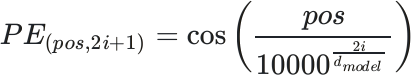 $PE_{(pos,2i+1)} = \cos\left(\frac{pos}{10000^{\frac{2i}{d_{model}}}}\right)$